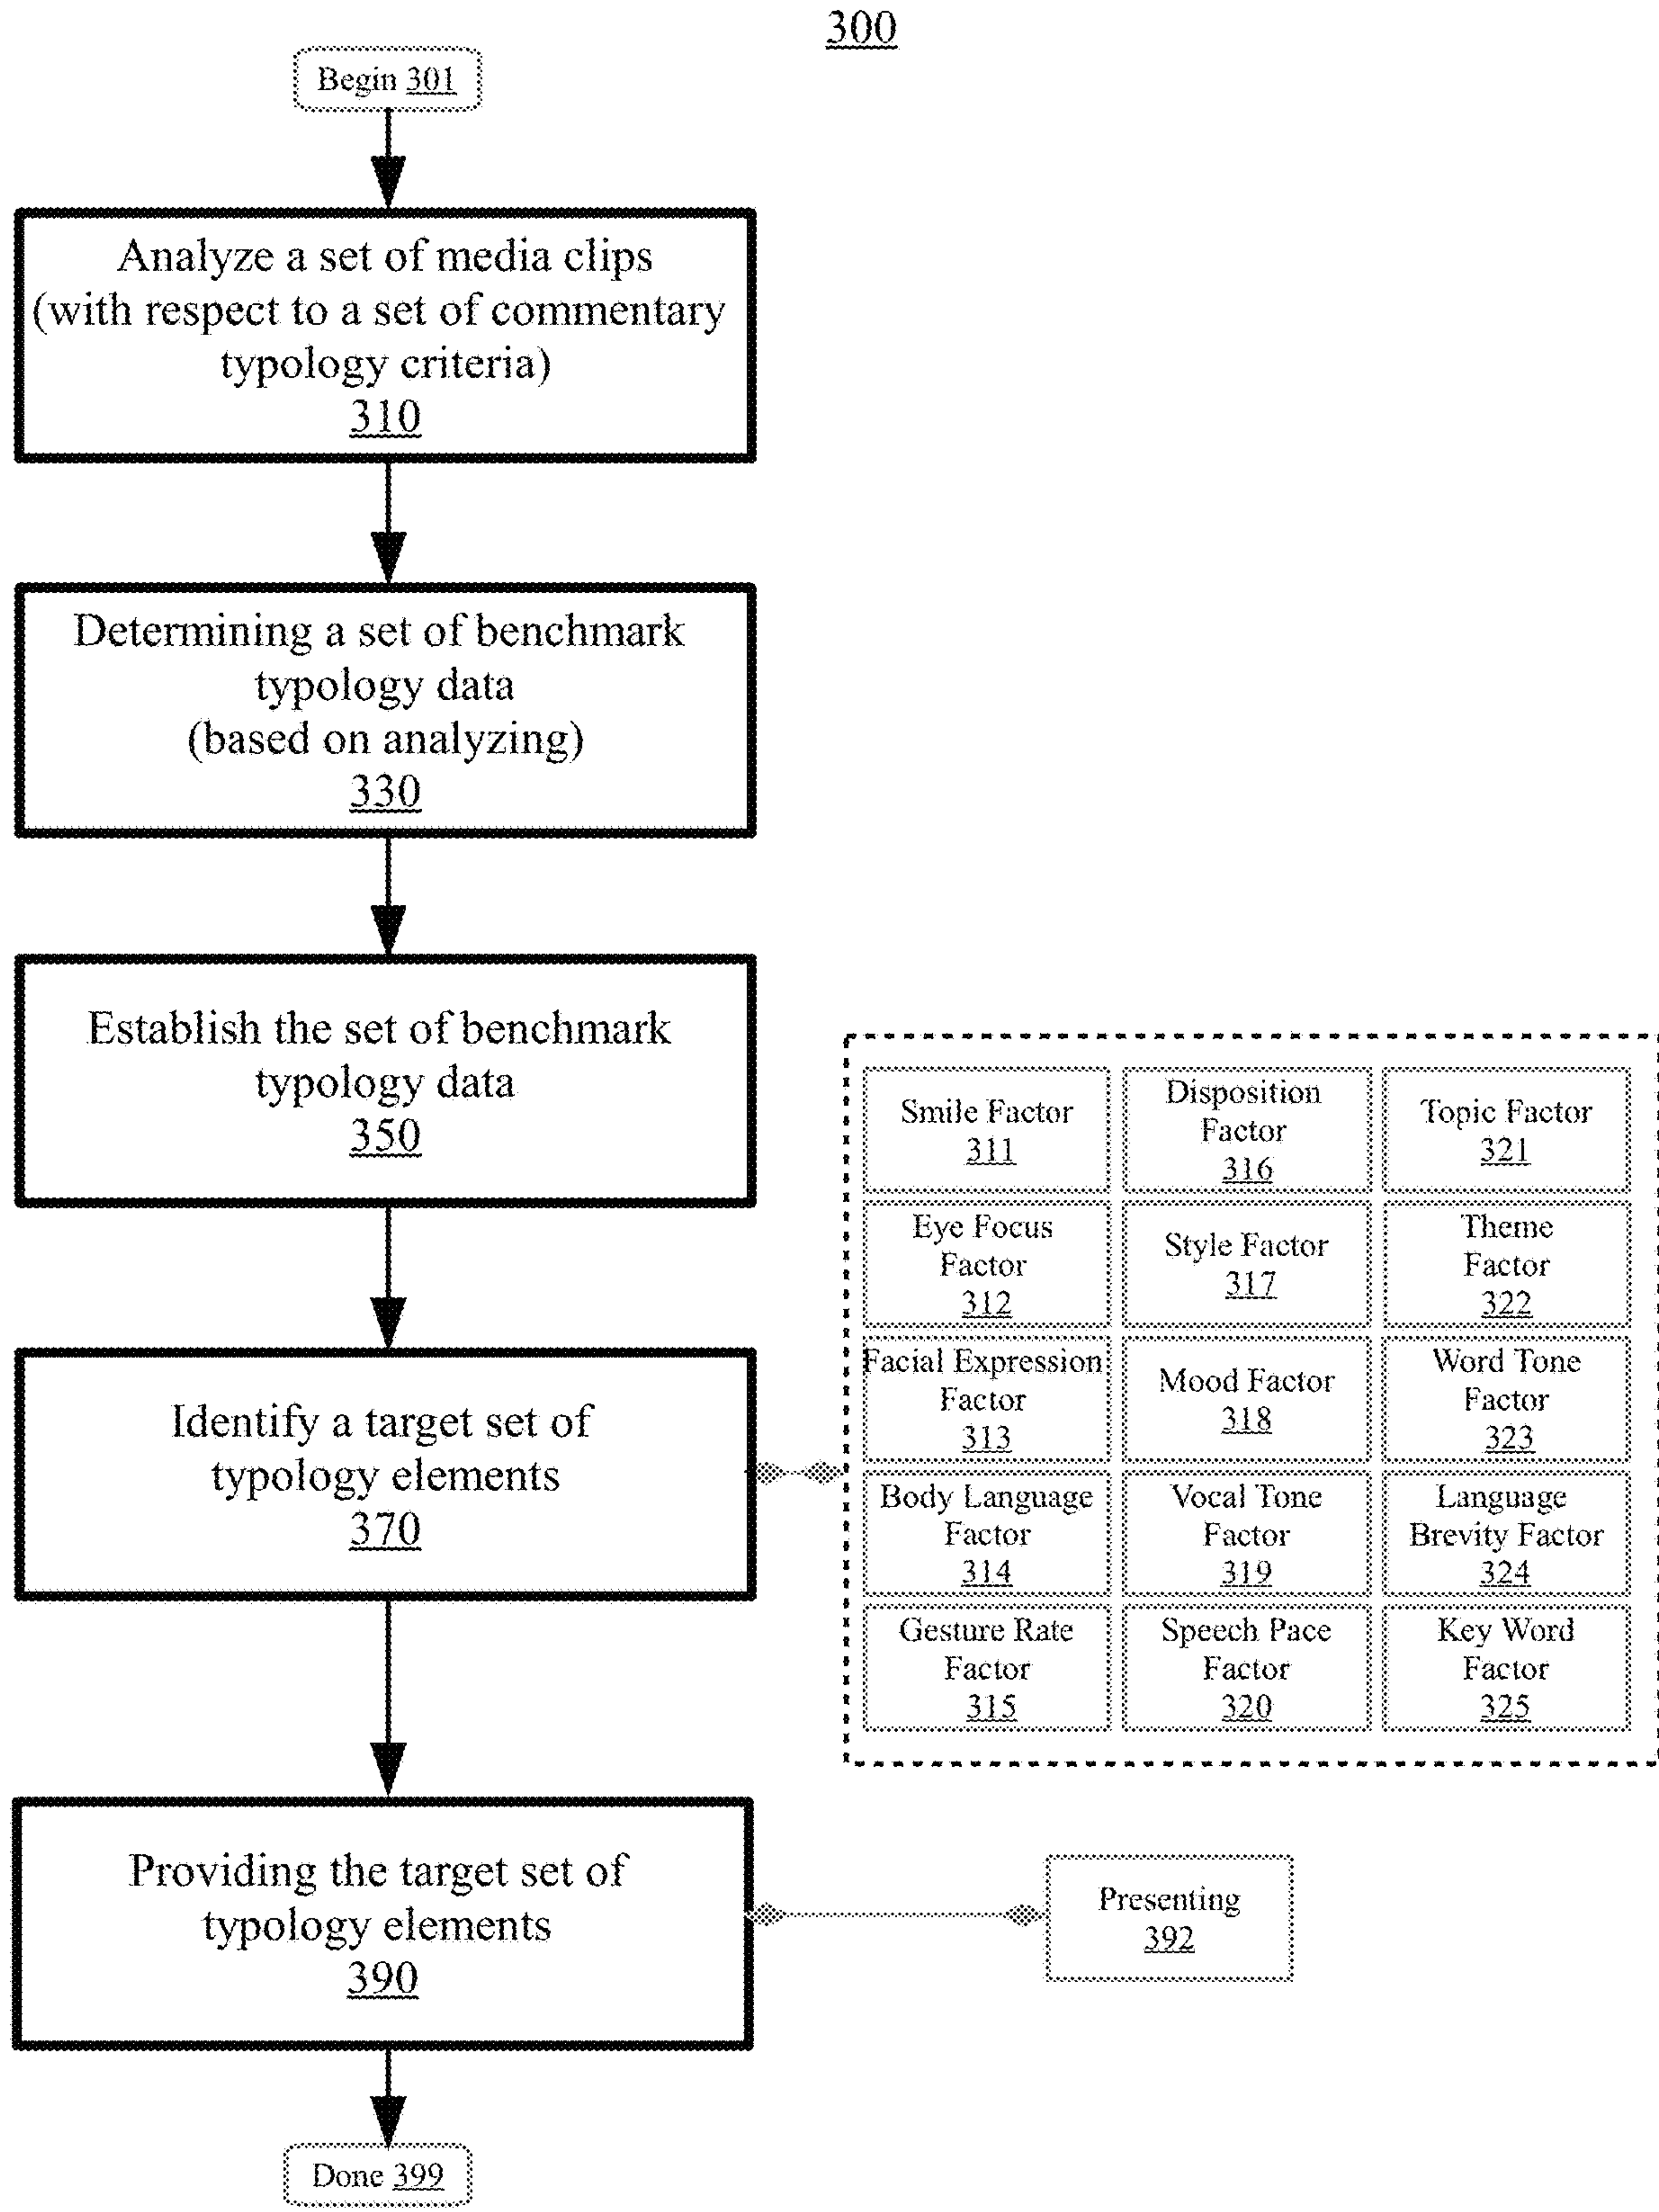 300
Begin 301
Analyze a set of media clips
(with respect to a set of commentary
typology criteria)
310
Determining a set of benchmark
typology data
(based on analyzing)
330
Establish the set of benchmark
typology data
350
Identify a target set of
typology elements
370
Smile Factor
311
Disposition
Factor
316
Topic Factor
321
Eye Focus
Factor
312
Style Factor
317
Theme
Factor
322
Facial Expression
Factor
313
Mood Factor
318
Word Tone
Factor
323
Body Language
Factor
314
Vocal Tone
Factor
319
Language
Brevity Factor
324
Gesture Rate
Factor
315
Speech Pace
Factor
320
Key Word
Factor
325
Providing the target set of
typology elements
390
Presenting
392
Done 399